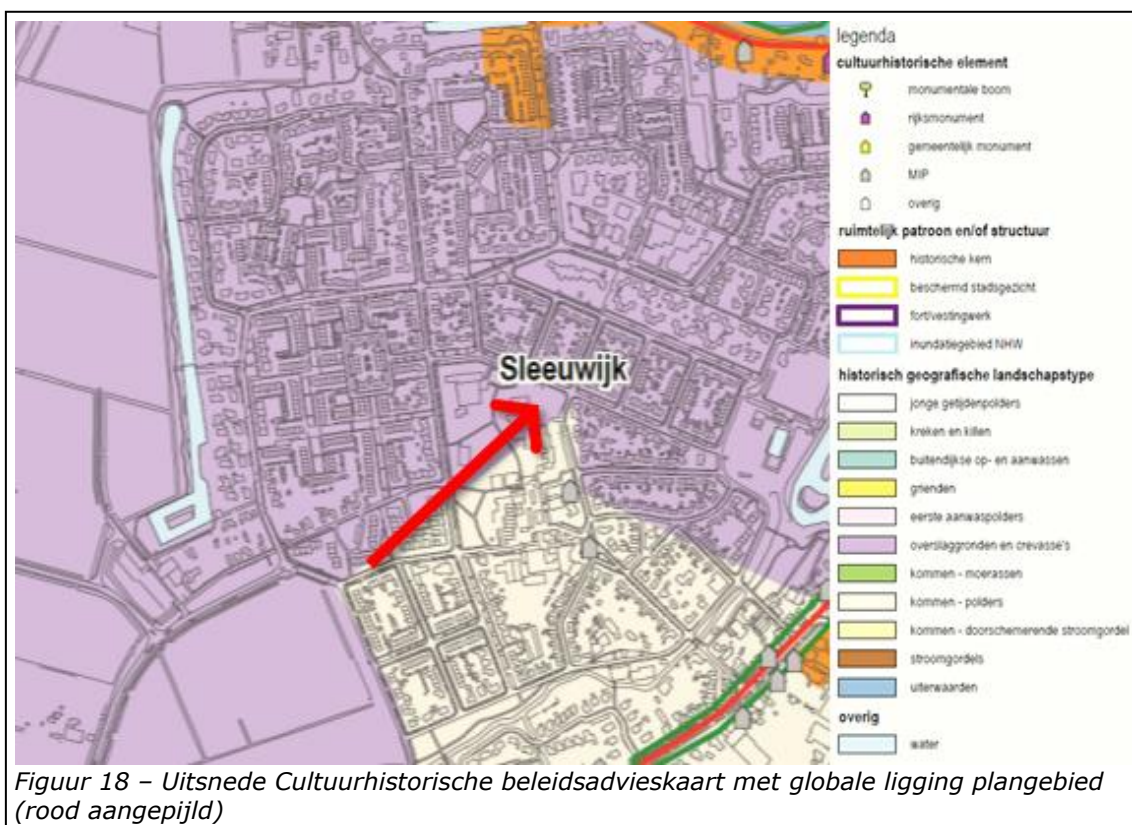 legenda
cultuurhistorische element
monumentale boom
rijksmonument
gemeentelijk monument
MIP
overig
ruimtelijk patroon en/of structuur
historische kern
beschermd stadsgezicht
fort/vestingwerk
inundatiegebied NHW
historisch geografische landschapstype
jonge getijdenpolders
kreken en killen
buitendijkse op- en aanwassen
grienden
eerste aanwaspolders
overslaggronden en crevasse's
kommen - moerassen
kommen - polders
kommen - doorschemerende stroomgordel
stroomgordels
uiterwaarden
overig
water
Sleeuwijk
Figuur 18 – Uitsnede Cultuurhistorische beleidsadvieskaart met globale ligging plangebied
(rood aangepijld)